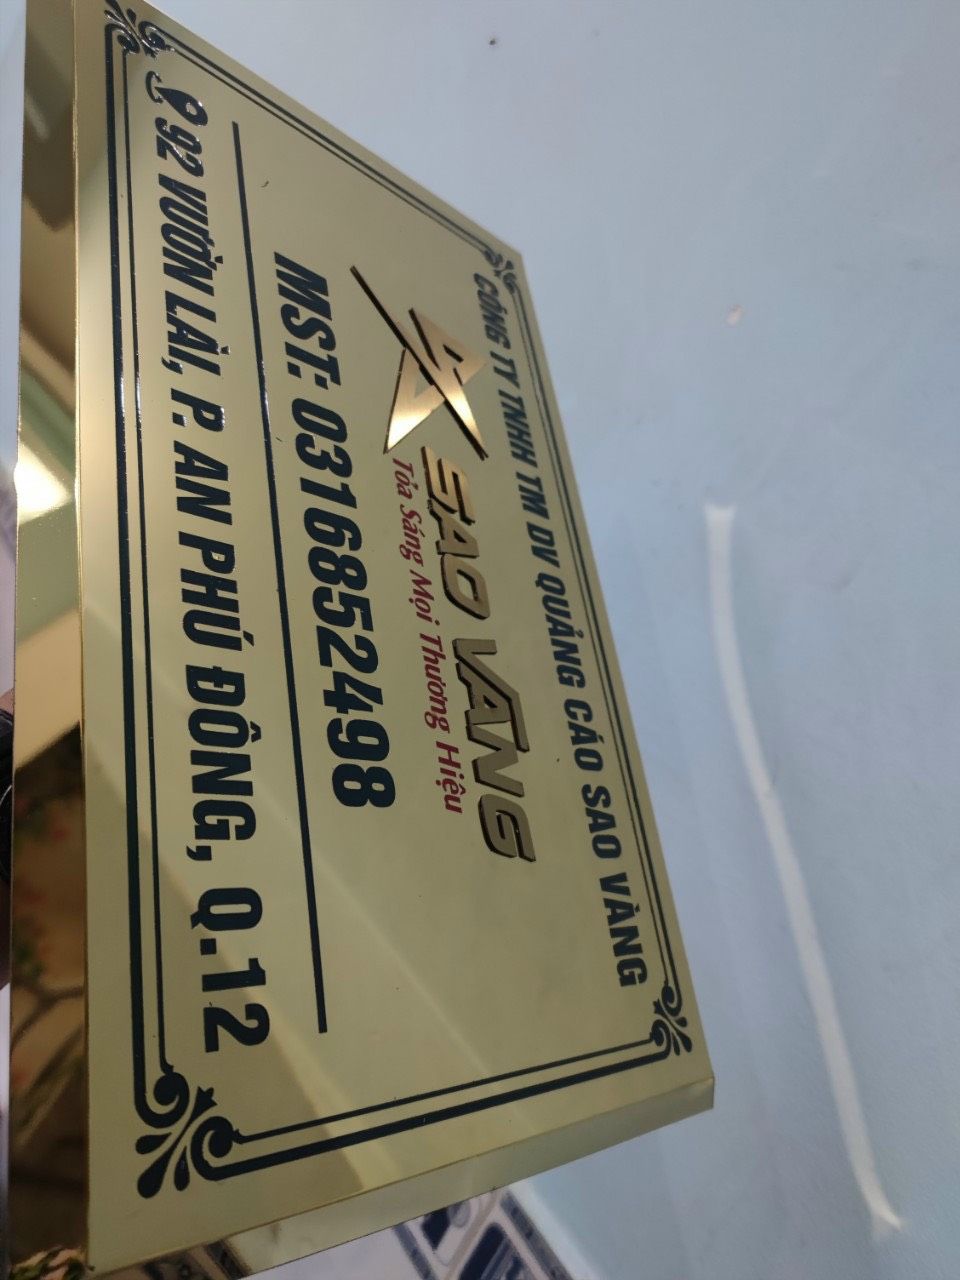 CÔNG TY TNHH TM DV QUẢNG CÁO SAO VÀNG
SAO VÀNG
Tỏa Sáng Mọi Thương Hiệu
MST: 0316852498
92 VƯỜN LÀI, P. AN PHÚ ĐÔNG, Q.12